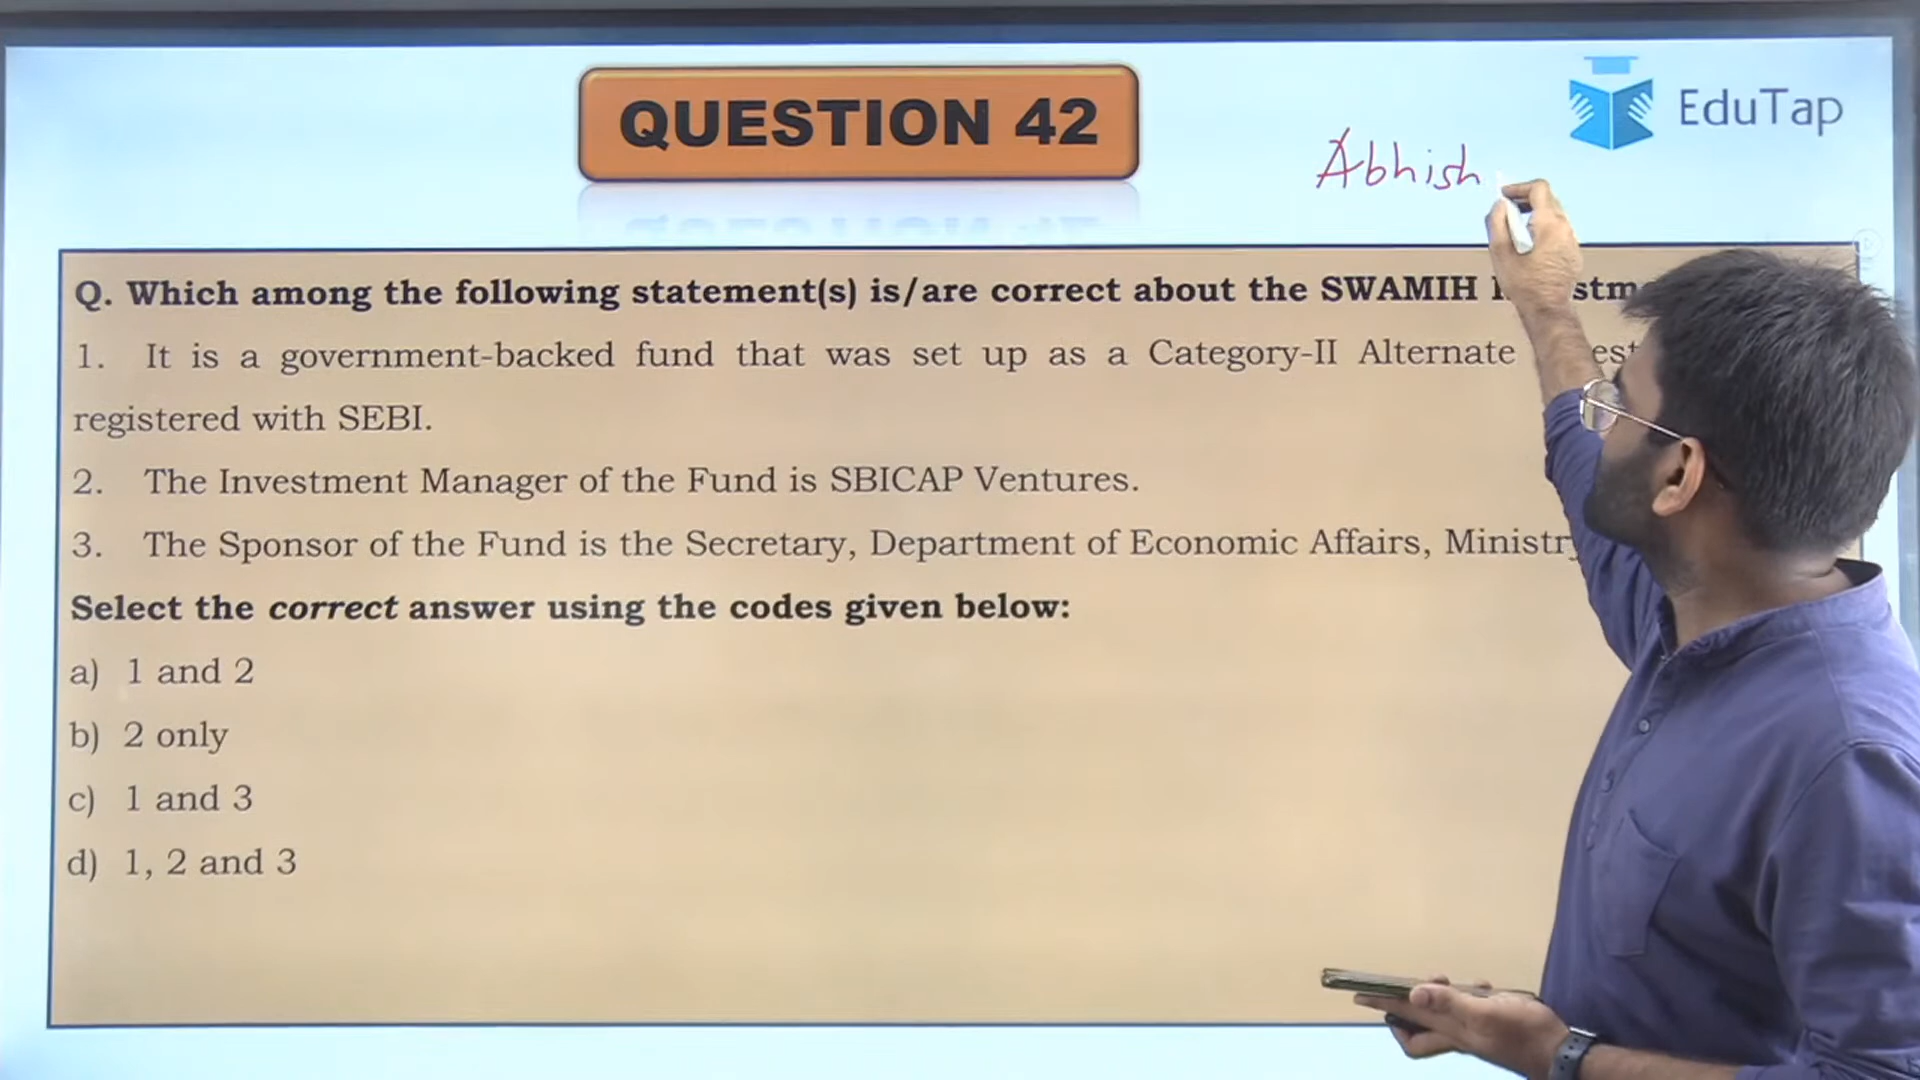 QUESTION 42
EduTap
Abhish
Q. Which among the following statement(s) is/are correct about the SWAMIH
1. It is a government-backed fund that was set up as a Category-II Alternate
registered with SEBI.
2. The Investment Manager of the Fund is SBICAP Ventures.
3. The Sponsor of the Fund is the Secretary, Department of Economic Affairs, Ministry
Select the correct answer using the codes given below:
a) 1 and 2
b) 2 only
c) 1 and 3
d) 1, 2 and 3